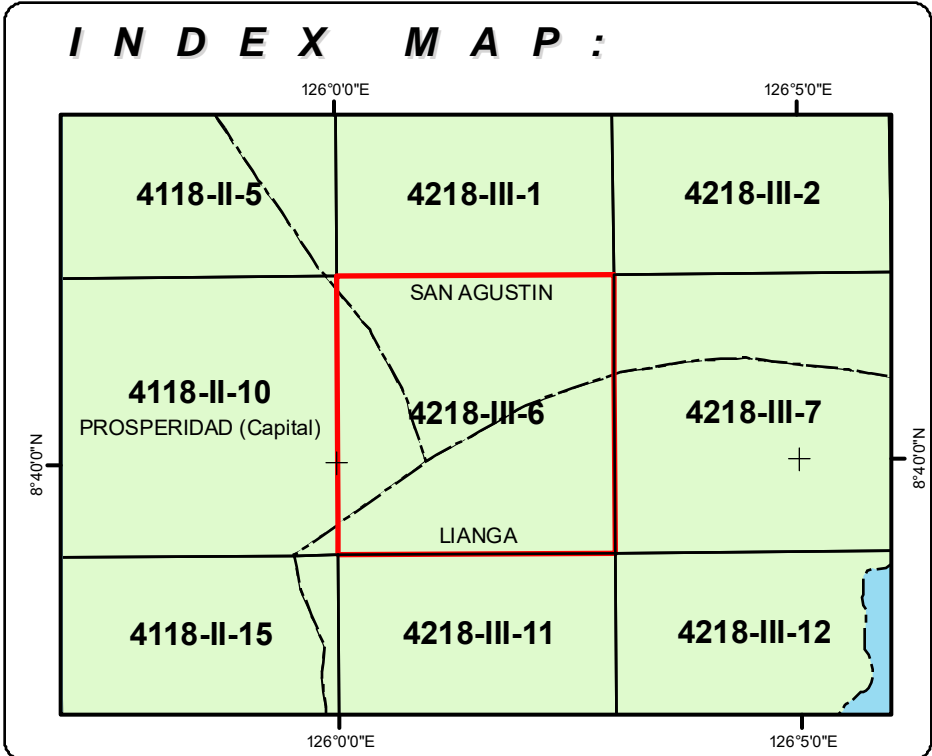 INDEX MAP:
126°0'0"E
126°5'0"E
4118-II-5
4218-III-1
4218-III-2
SAN AGUSTIN
4118-II-10
PROSPERIDAD (Capital)
4218-III-6
4218-III-7
8°40'0"N
8°40'0"N
LIANGA
4118-II-15
4218-III-11
4218-III-12
126°0'0"E
126°5'0"E